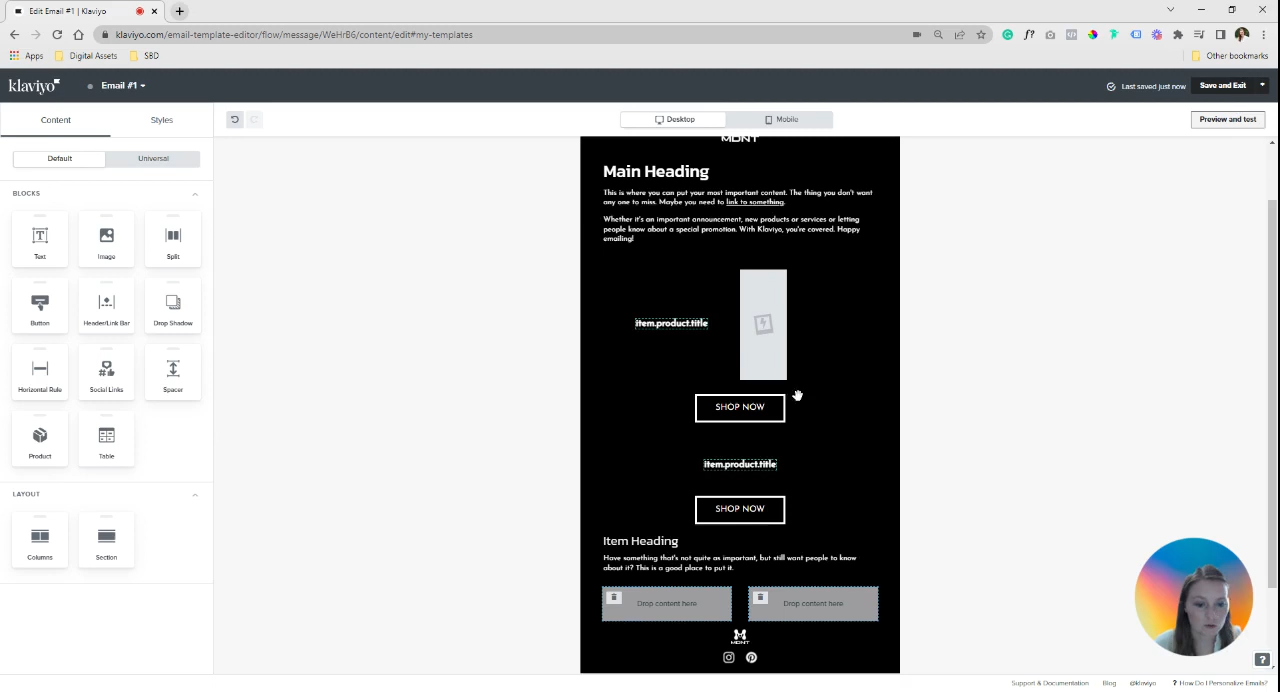 Edit Email #1 | Klaviyo
klaviyo.com/email-template-editor/flow/message/WeHrB6/content/edit#my-templates
Apps
Digital Assets
SBD
Other bookmarks
klaviyo
Email #1
Last saved just now
Save and Exit
Content
Styles
Desktop
Mobile
Preview and test
Default
Universal
BLOCKS
Text
Image
Split
Button
Header/Link Bar
Drop Shadow
Horizontal Rule
Social Links
Spacer
Product
Table
LAYOUT
Columns
Section
MDNT
Main Heading
This is where you can put your most important content. The thing you don't want
any one to miss. Maybe you need to link to something.
Whether it's an important announcement, new products or services or letting
people know about a special promotion. With Klaviyo, you're covered. Happy
emailing!
item.product.title
SHOP NOW
item.product.title
SHOP NOW
Item Heading
Have something that's not quite as important, but still want people to know
about it? This is a good place to put it.
Drop content here
Drop content here
MDNT
Support & Documentation
Blog
@klaviyo
? How Do I Personalize Emails?